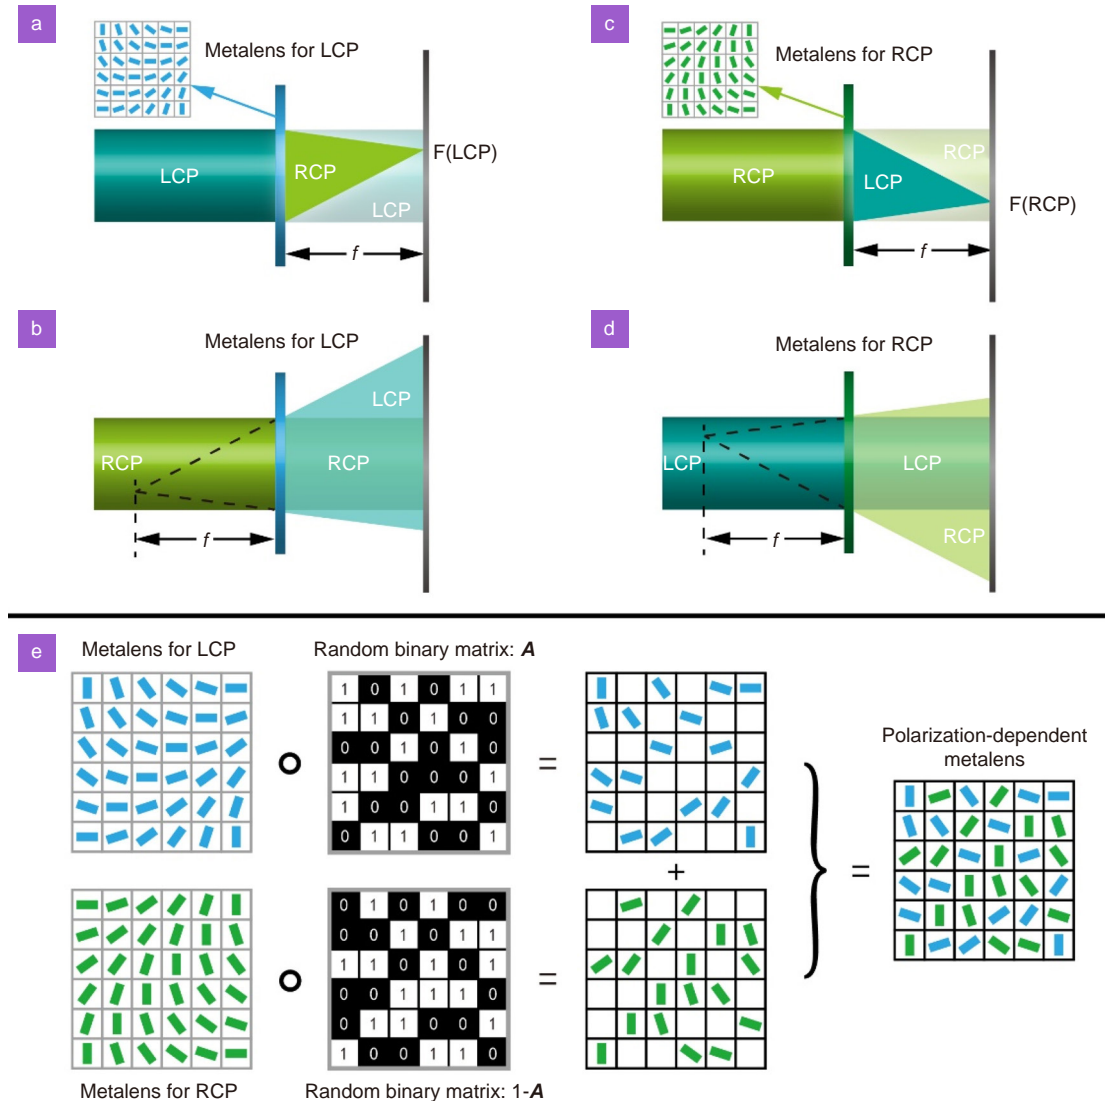 a
Metalens for LCP
LCP
RCP
LCP
F(LCP)
f
c
Metalens for RCP
RCP
LCP
RCP
F(RCP)
f
b
Metalens for LCP
RCP
LCP
RCP
f
d
Metalens for RCP
LCP
LCP
RCP
f
e
Metalens for LCP
Random binary matrix: A
1 0 1 0 1 1
1 1 0 1 0 0
0 0 1 0 1 0
1 1 0 0 0 1
1 0 0 1 1 0
0 1 1 0 0 1
=
+
Metalens for RCP
Random binary matrix: 1-A
0 1 0 1 0 0
0 0 1 0 1 1
1 1 0 1 0 1
0 0 1 1 1 0
0 1 1 0 0 1
1 0 0 1 1 0
=
}
=
Polarization-dependent
metalens